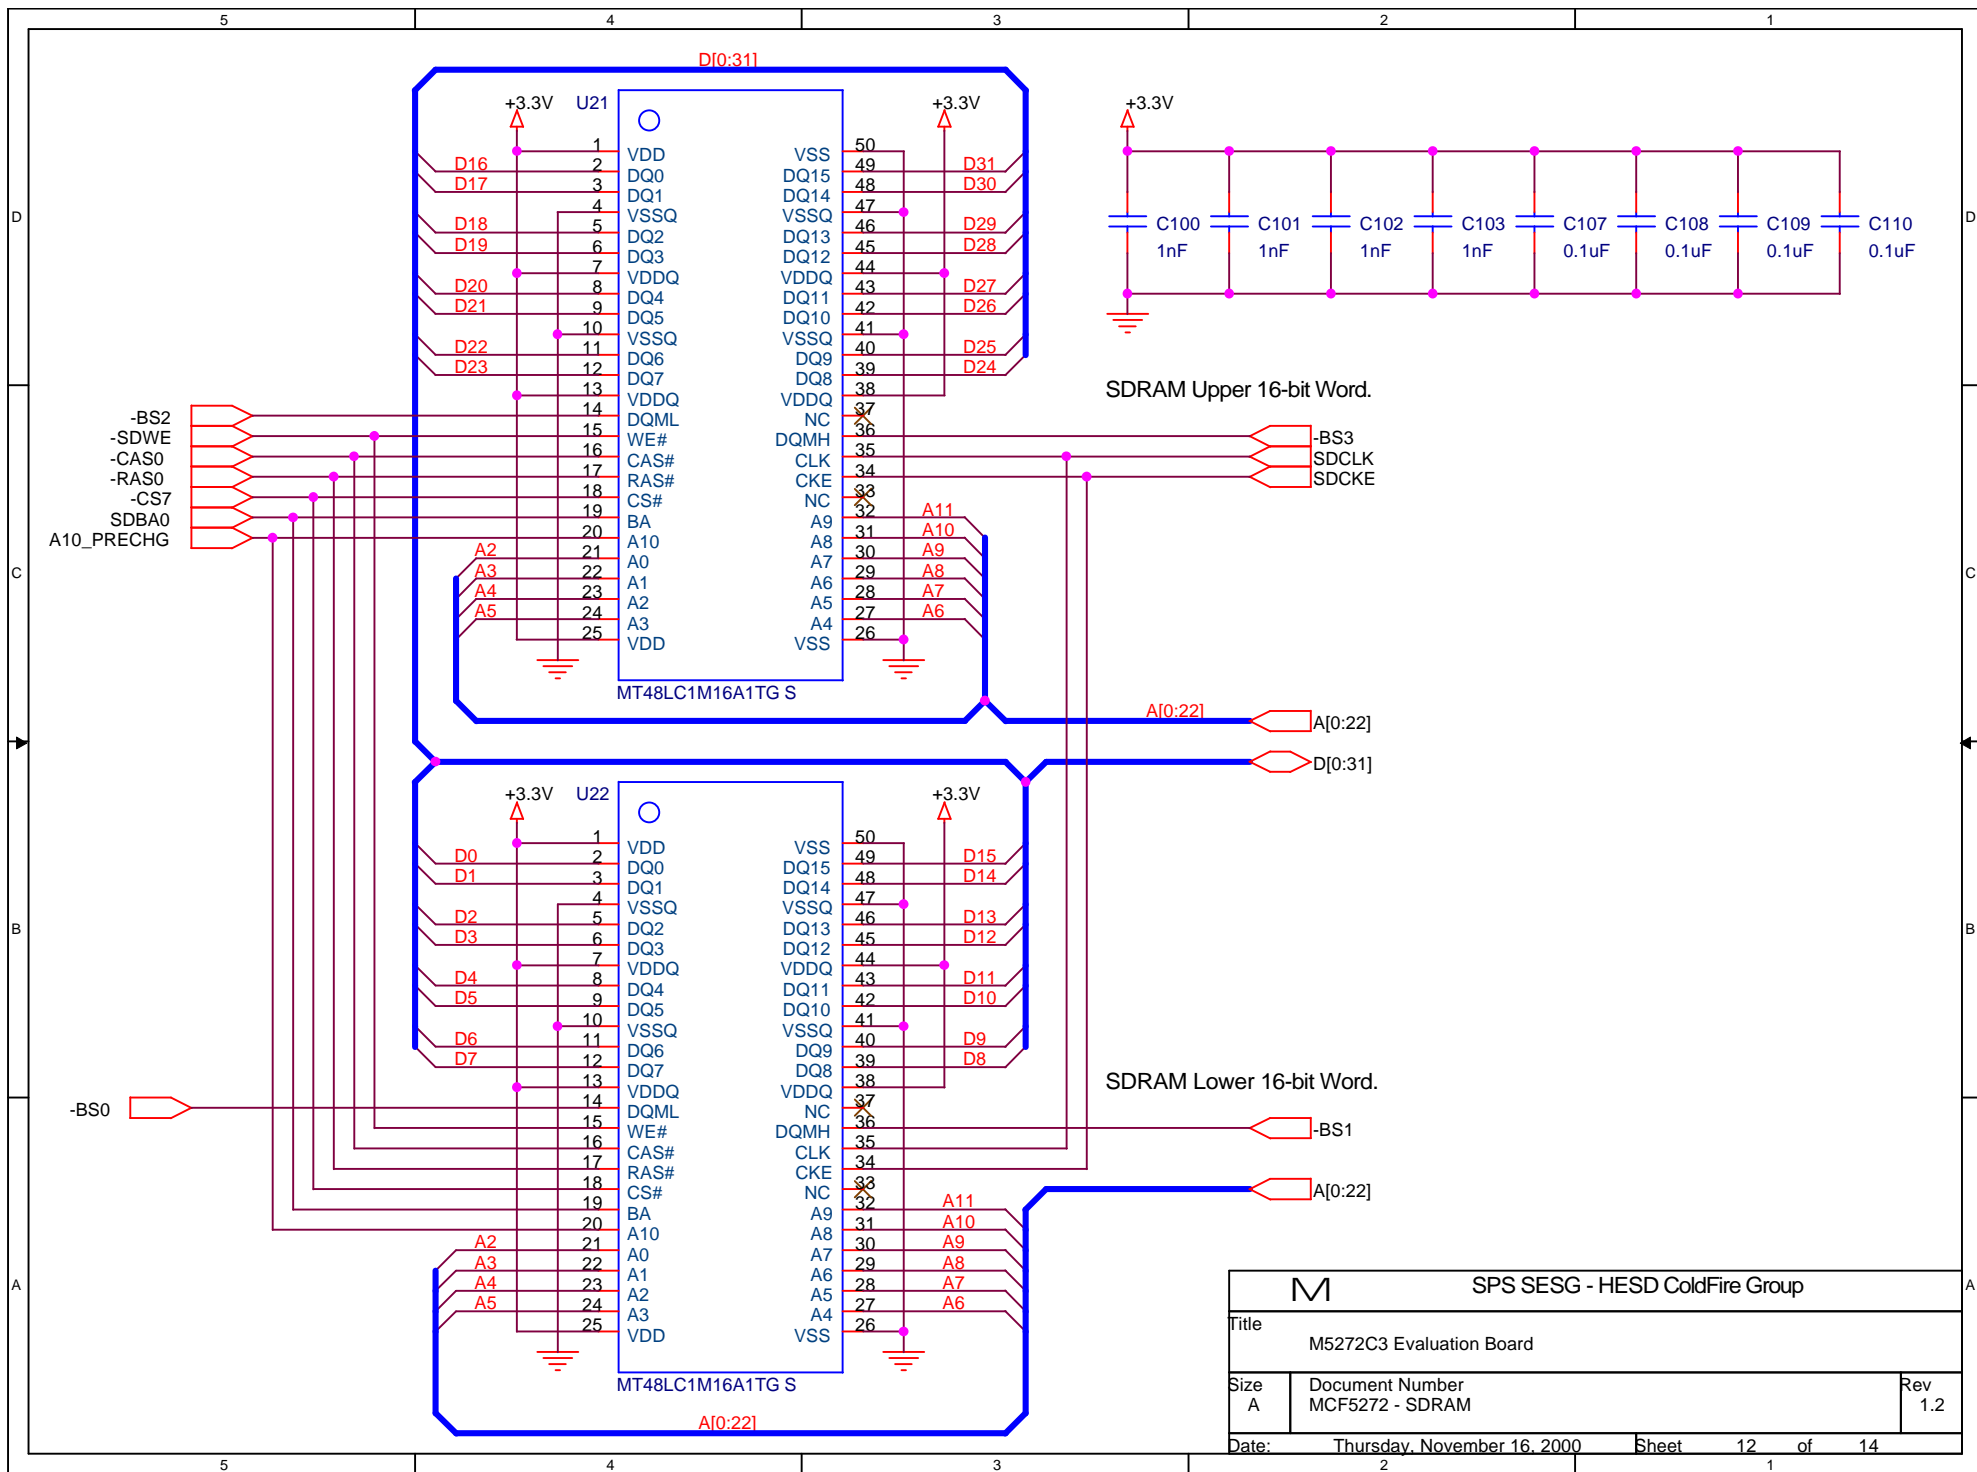 5 4 3 2 1
D[0:31]
+3.3V U21 +3.3V +3.3V
1 VDD VSS 50
D16 2 DQ0 DQ15 49 D31
D17 3 DQ1 DQ14 48 D30
4 VSSQ VSSQ 47
D D18 5 DQ2 DQ13 46 D29 C100 C101 C102 C103 C107 C108 C109 C110 D
D19 6 DQ3 DQ12 45 D28 1nF 1nF 1nF 1nF 0.1uF 0.1uF 0.1uF 0.1uF
7 VDDQ VDDQ 44
D20 8 DQ4 DQ11 43 D27
D21 9 DQ5 DQ10 42 D26
10 VSSQ VSSQ 41
D22 11 DQ6 DQ9 40 D25
D23 12 DQ7 DQ8 39 D24
13 VDDQ VDDQ 38
SDRAM Upper 16-bit Word.
-BS2 14 DQML NC 37
-SDWE 15 WE# DQMH 36 -BS3
-CAS0 16 CAS# CLK 35 SDCLK
-RAS0 17 RAS# CKE 34 SDCKE
-CS7 18 CS# NC 33
SDBA0 19 BA A9 32 A11
A10_PRECHG 20 A10 A8 31 A10
A2 21 A0 A7 30 A9
C A3 22 A1 A6 29 A8 C
A4 23 A2 A5 28 A7
A5 24 A3 A4 27 A6
25 VDD VSS 26
MT48LC1M16A1TG S
A[0:22] A[0:22]
D[0:31]
+3.3V U22 +3.3V
1 VDD VSS 50
D0 2 DQ0 DQ15 49 D15
D1 3 DQ1 DQ14 48 D14
4 VSSQ VSSQ 47
B D2 5 DQ2 DQ13 46 D13 B
D3 6 DQ3 DQ12 45 D12
7 VDDQ VDDQ 44
D4 8 DQ4 DQ11 43 D11
D5 9 DQ5 DQ10 42 D10
10 VSSQ VSSQ 41
D6 11 DQ6 DQ9 40 D9
D7 12 DQ7 DQ8 39 D8
13 VDDQ VDDQ 38
SDRAM Lower 16-bit Word.
-BS0 14 DQML NC 37
15 WE# DQMH 36 -BS1
16 CAS# CLK 35
17 RAS# CKE 34
18 CS# NC 33 A[0:22]
19 BA A9 32 A11
20 A10 A8 31 A10
A2 21 A0 A7 30 A9
A A3 22 A1 A6 29 A8 A
A4 23 A2 A5 28 A7
A5 24 A3 A4 27 A6
25 VDD VSS 26
MT48LC1M16A1TG S
A[0:22]
M SPS SESG - HESD ColdFire Group
Title
M5272C3 Evaluation Board
Size Document Number Rev
A MCF5272 - SDRAM 1.2
Date: Thursday, November 16, 2000 Sheet 12 of 14
5 4 3 2 1